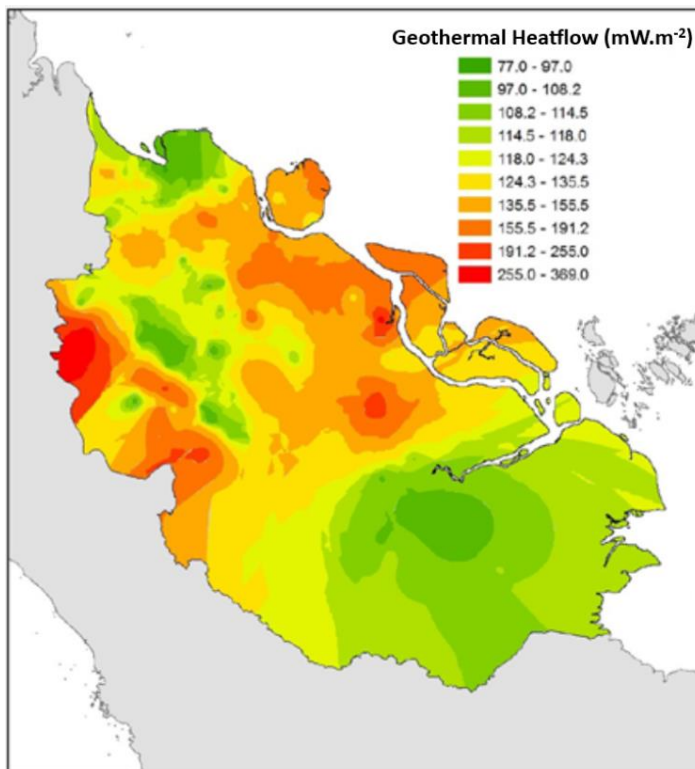 Geothermal Heatflow (mW.m⁻²)
77.0 - 97.0
97.0 - 108.2
108.2 - 114.5
114.5 - 118.0
118.0 - 124.3
124.3 - 135.5
135.5 - 155.5
155.5 - 191.2
191.2 - 255.0
255.0 - 369.0